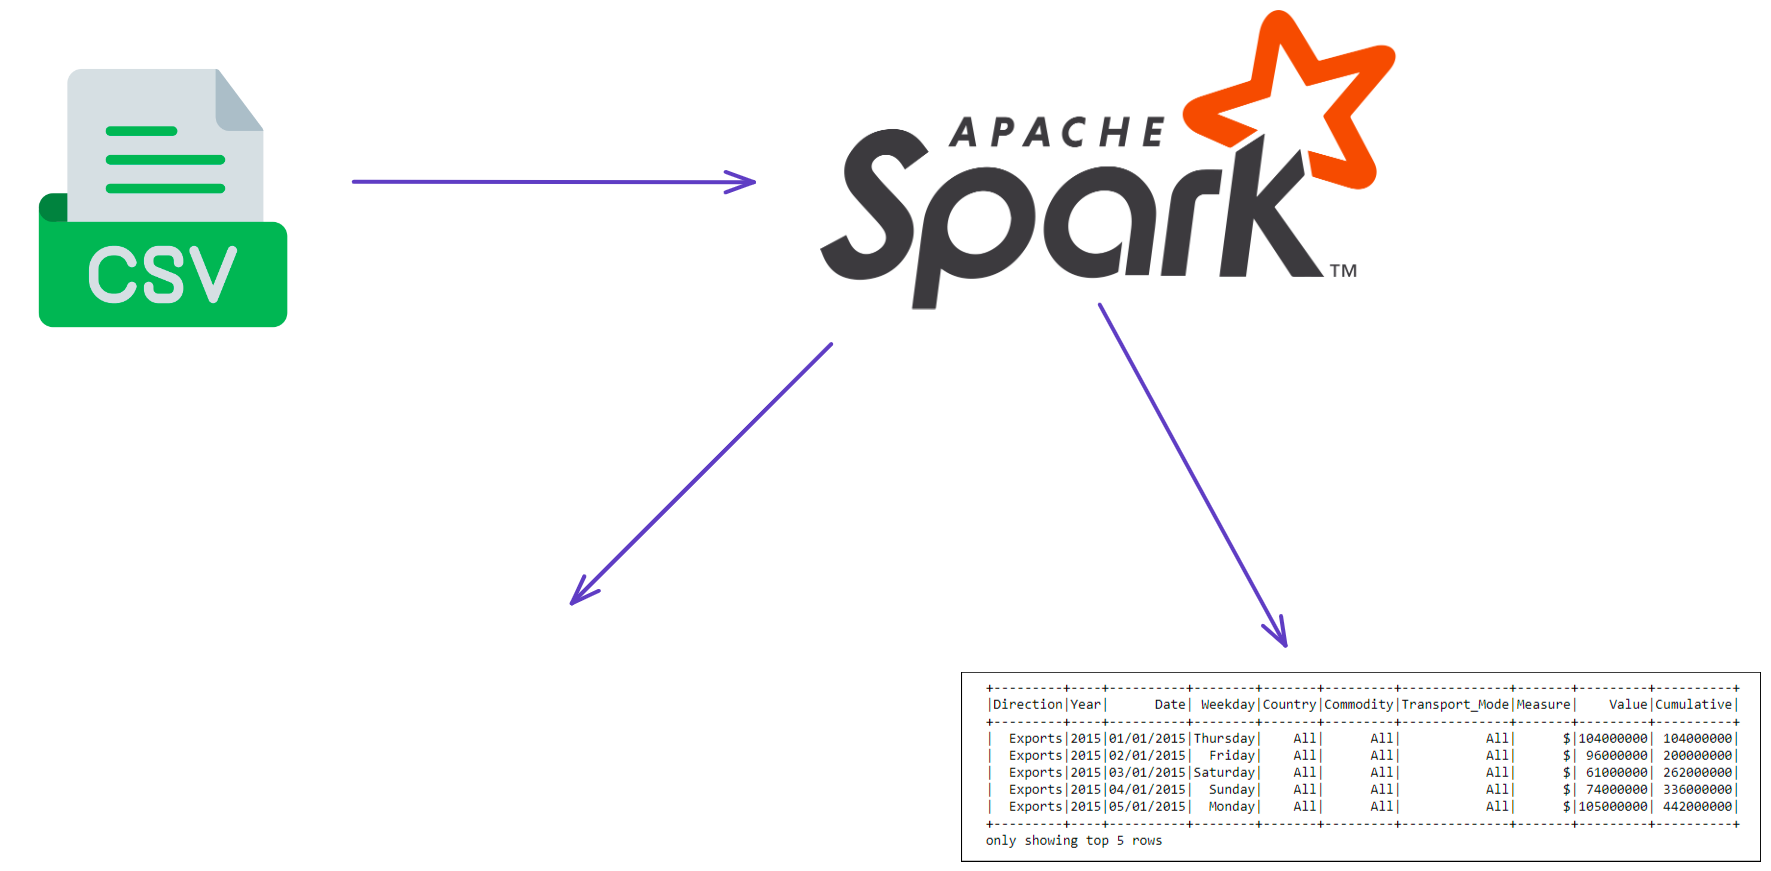 CSV
APACHE
Spark™
+---------+----+----------+--------+-------+---------+--------------+-------+---------+----------+
|Direction|Year|      Date| Weekday|Country|Commodity|Transport_Mode|Measure|    Value|Cumulative|
+---------+----+----------+--------+-------+---------+--------------+-------+---------+----------+
|  Exports|2015|01/01/2015|Thursday|    All|      All|           All|      $|104000000| 104000000|
|  Exports|2015|02/01/2015|  Friday|    All|      All|           All|      $| 96000000| 200000000|
|  Exports|2015|03/01/2015|Saturday|    All|      All|           All|      $| 61000000| 262000000|
|  Exports|2015|04/01/2015|  Sunday|    All|      All|           All|      $| 74000000| 336000000|
|  Exports|2015|05/01/2015|  Monday|    All|      All|           All|      $|105000000| 442000000|
+---------+----+----------+--------+-------+---------+--------------+-------+---------+----------+
only showing top 5 rows